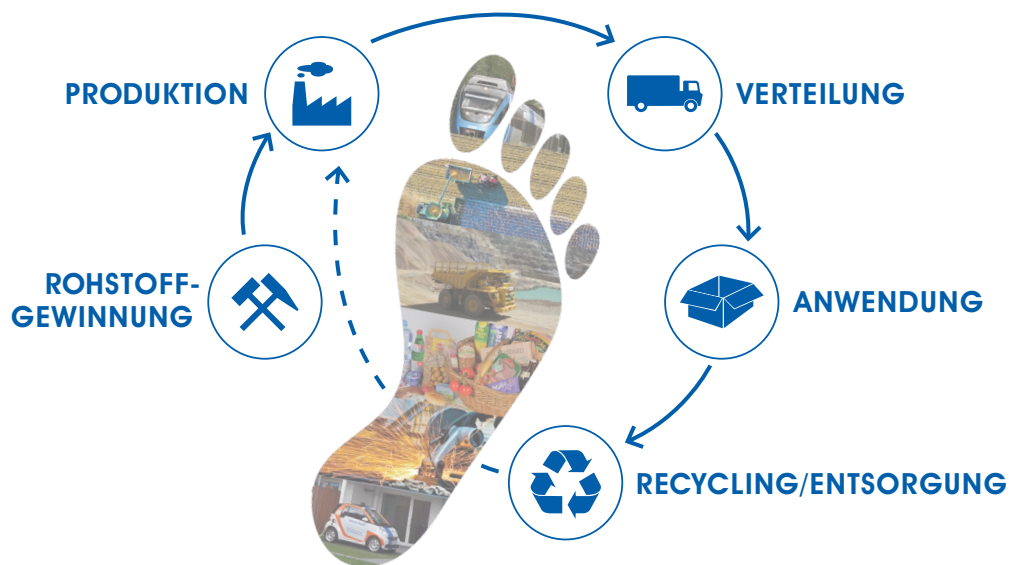 PRODUKTION
VERTEILUNG
ROHSTOFF-
GEWINNUNG
ANWENDUNG
RECYCLING/ENTSORGUNG